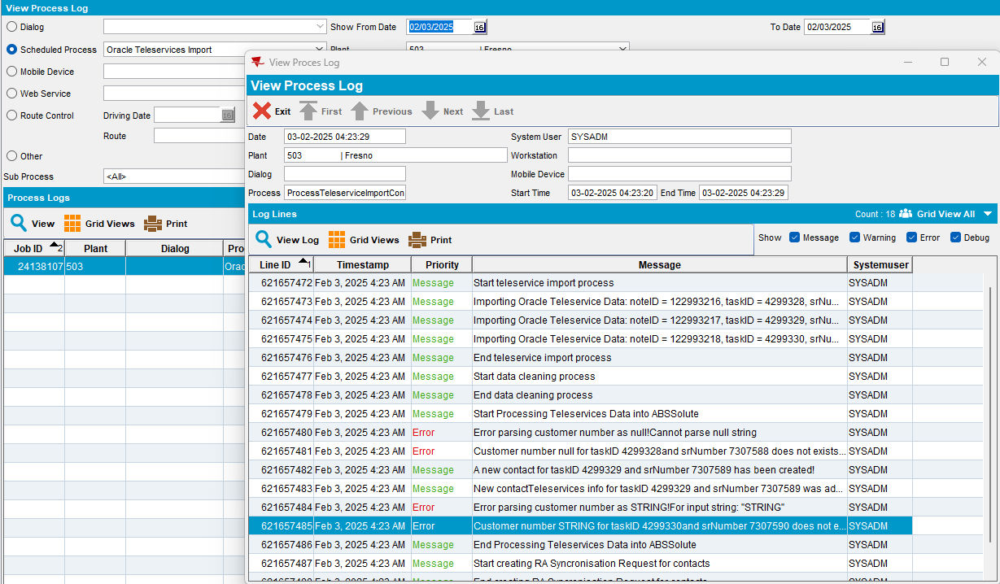 View Process Log
Dialog
Show From Date 02/03/2025 16
To Date 02/03/2025 16
Scheduled Process Oracle Teleservices Import
Plant 503 | Fresno
Mobile Device
Web Service
Route Control Driving Date 16
Route
Other
Sub Process <All>
Process Logs
View Grid Views Print
Job ID 2 Plant Dialog Pro
24138107 503 Orac
View Proces Log
View Process Log
Exit First Previous Next Last
Date 03-02-2025 04:23:29 System User SYSADM
Plant 503 | Fresno Workstation
Dialog Mobile Device
Process ProcessTeleserviceImportCon Start Time 03-02-2025 04:23:20 End Time 03-02-2025 04:23:29
Log Lines Count : 18 Grid View All
View Log Grid Views Print Show Message Warning Error Debug
Line ID 1 Timestamp Priority Message Systemuser
621657472 Feb 3, 2025 4:23 AM Message Start teleservice import process SYSADM
621657473 Feb 3, 2025 4:23 AM Message Importing Oracle Teleservice Data: noteID = 122993216, taskID = 4299328, srNu... SYSADM
621657474 Feb 3, 2025 4:23 AM Message Importing Oracle Teleservice Data: noteID = 122993217, taskID = 4299329, srNu... SYSADM
621657475 Feb 3, 2025 4:23 AM Message Importing Oracle Teleservice Data: noteID = 122993218, taskID = 4299330, srNu... SYSADM
621657476 Feb 3, 2025 4:23 AM Message End teleservice import process SYSADM
621657477 Feb 3, 2025 4:23 AM Message Start data cleaning process SYSADM
621657478 Feb 3, 2025 4:23 AM Message End data cleaning process SYSADM
621657479 Feb 3, 2025 4:23 AM Message Start Processing Teleservices Data into ABSSolute SYSADM
621657480 Feb 3, 2025 4:23 AM Error Error parsing customer number as null!Cannot parse null string SYSADM
621657481 Feb 3, 2025 4:23 AM Error Customer number null for taskID 4299328and srNumber 7307588 does not exists... SYSADM
621657482 Feb 3, 2025 4:23 AM Message A new contact for taskID 4299329 and srNumber 7307589 has been created! SYSADM
621657483 Feb 3, 2025 4:23 AM Message New contactTeleservices info for taskID 4299329 and srNumber 7307589 was ad... SYSADM
621657484 Feb 3, 2025 4:23 AM Error Error parsing customer number as STRING!For input string: "STRING" SYSADM
621657485 Feb 3, 2025 4:23 AM Error Customer number STRING for taskID 4299330and srNumber 7307590 does not e... SYSADM
621657486 Feb 3, 2025 4:23 AM Message End Processing Teleservices Data into ABSSolute SYSADM
621657487 Feb 3, 2025 4:23 AM Message Start creating RA Syncronisation Request for contacts SYSADM